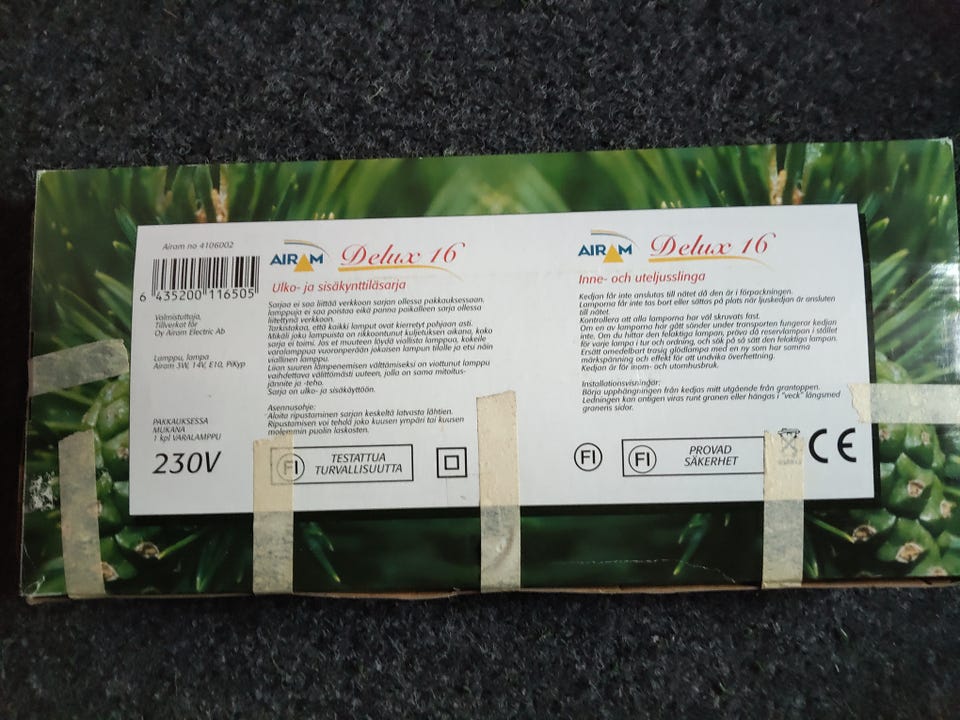 Airam no 4106002
6 435200 116505
Valmistuttaja,
Tillverkat för
Oy Airam Electric Ab
Lamppu, lampa
Airam 3W, 14V, E10, PiKyp
PAKKAUKSESSA
MUKANA
1 kpl VARALAMPPU
230V
AIRAM Delux 16
Ulko- ja sisäkynttiläsarja
Sarjaa ei saa liittää verkkoon sarjan ollessa pakkauksessaan.
lamppuja ei saa poistaa eikä panna paikalleen sarja ollessa
liitettynä verkkoon.
Tarkistakaa, että kaikki lamput ovat kierretyt pohjaan asti.
Mikäli joku lampuista on rikkoontunut kuljetuksen aikana, koko
sarja ei toimi. Jos et muuteen löydä viallista lamppua, kokeile
varalamppua vuoronperään jokaisen lampun tilalle ja etsi näin
viallinen lamppu.
Liian suuren lämpenemisen välttämiseksi on viottunut lamppu
vaihdettava välittömästi uuteen, jolla on sama mitoitus-
jännite ja -teho.
Sarja on ulko- ja sisäkäyttöön.
Asennusohje:
Aloita ripustaminen sarjan keskeltä latvasta lähtien.
Ripustamisen voi tehdä joko kuusen ympäri tai kuusen
molemmin puolin laskosten.
FI TESTATTUA
TURVALLISUUTTA
AIRAM Delux 16
Inne- och uteljusslinga
Kedjan får inte anslutas till nätet då den är i förpackningen.
Lamporna får inte tas bort eller sättas på plats når ljuskedjan är ansluten
till nätet.
Kontrollera att alla lamporna har väl skruvats fast.
Om en av lamporna har gått sönder under transporten fungerar kedjan
inte. Om du hittar den felaktiga lampan, pröva då reservlampan i stället
för varje lampa i tur och ordning, och sök på så sätt den felaktiga lampan.
Ersätt omedelbart trasig glödlampa med en ny som har samma
märkspänning och effekt för att undvika överhettning.
Kedjan är för inom- och utomhusbruk.
Installationsvisningar:
Börja upphängningen från kedjas mitt utgående från grantoppen.
Ledningen kan antigen viras runt granen eller hängas i "veck" längsmed
granens sidor.
FI
FI PROVAD
SÄKERHET
CE